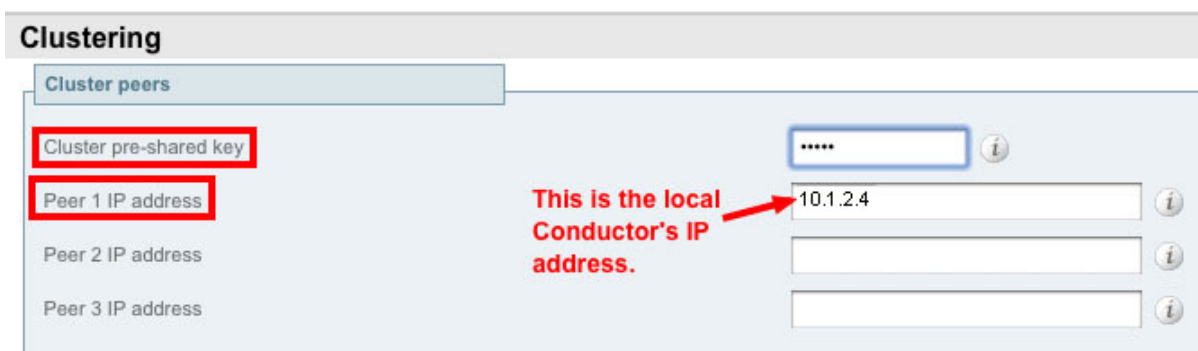 Clustering
Cluster peers
Cluster pre-shared key
•••••
i
Peer 1 IP address
This is the local
Conductor's IP
address.
10.1.2.4
i
Peer 2 IP address
i
Peer 3 IP address
i